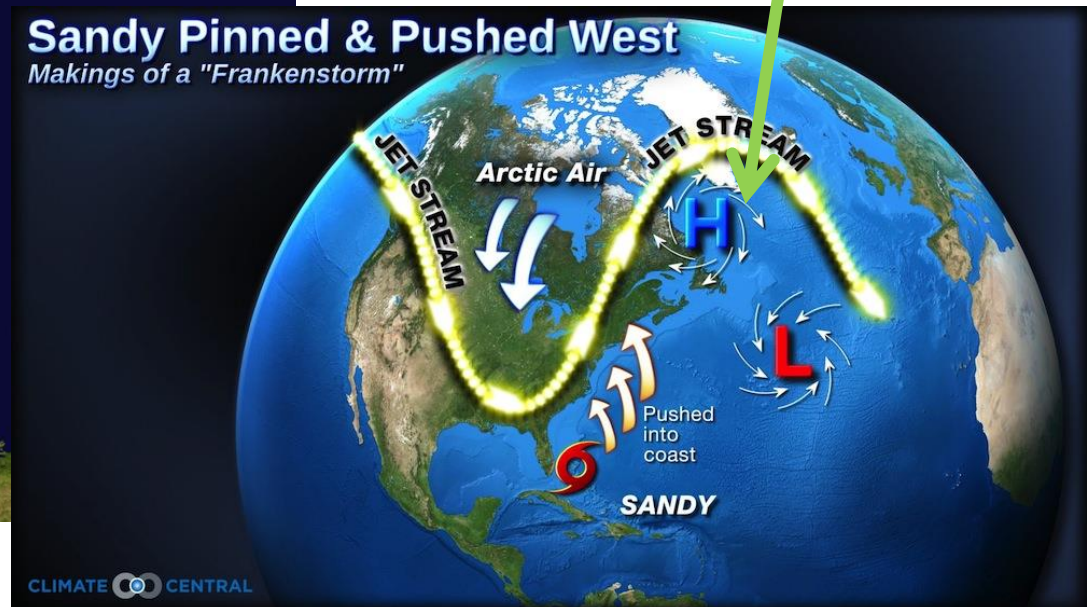 Sandy Pinned & Pushed West
Makings of a "Frankenstorm"
JET STREAM
Arctic Air
JET STREAM
H
L
Pushed
into
coast
SANDY
CLIMATE CENTRAL